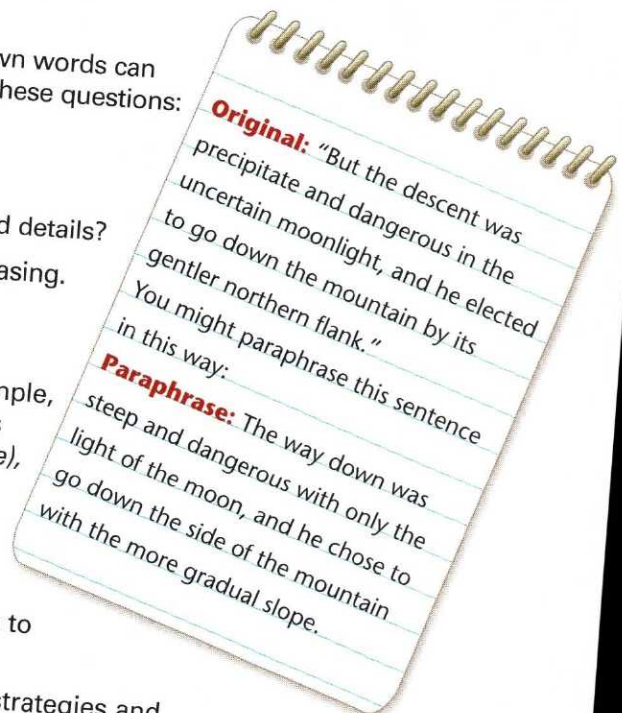 wn words can
hese questions:
d details?
asing.
nple,
e),
to
strategies and
Original: "But the descent was
precipitate and dangerous in the
uncertain moonlight, and he elected
to go down the mountain by its
gentler northern flank."
You might paraphrase this sentence
in this way:
Paraphrase: The way down was
steep and dangerous with only the
light of the moon, and he chose to
go down the side of the mountain
with the more gradual slope.